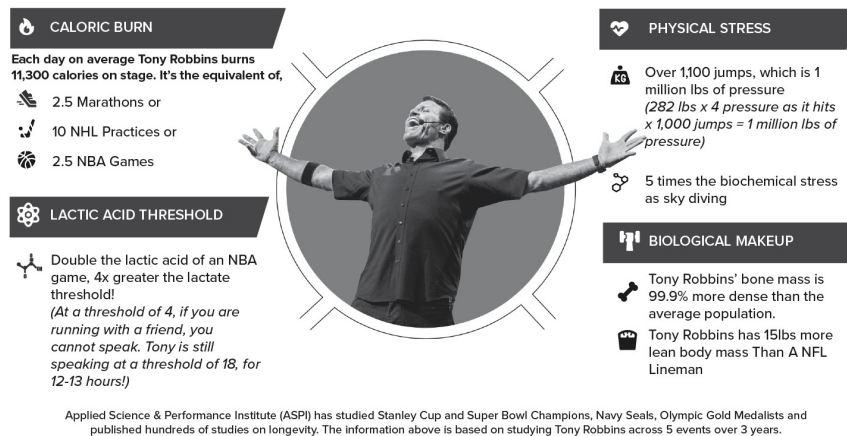 CALORIC BURN
Each day on average Tony Robbins burns
11,300 calories on stage. It's the equivalent of,
2.5 Marathons or
10 NHL Practices or
2.5 NBA Games
LACTIC ACID THRESHOLD
Double the lactic acid of an NBA
game, 4x greater the lactate
threshold!
(At a threshold of 4, if you are
running with a friend, you
cannot speak. Tony is still
speaking at a threshold of 18, for
12-13 hours!)
PHYSICAL STRESS
KG
Over 1,100 jumps, which is 1
million lbs of pressure
(282 lbs x 4 pressure as it hits
x 1,000 jumps = 1 million lbs of
pressure)
5 times the biochemical stress
as sky diving
BIOLOGICAL MAKEUP
Tony Robbins' bone mass is
99.9% more dense than the
average population.
Tony Robbins has 15lbs more
lean body mass Than A NFL
Lineman
Applied Science & Performance Institute (ASPI) has studied Stanley Cup and Super Bowl Champions, Navy Seals, Olympic Gold Medalists and
published hundreds of studies on longevity. The information above is based on studying Tony Robbins across 5 events over 3 years.